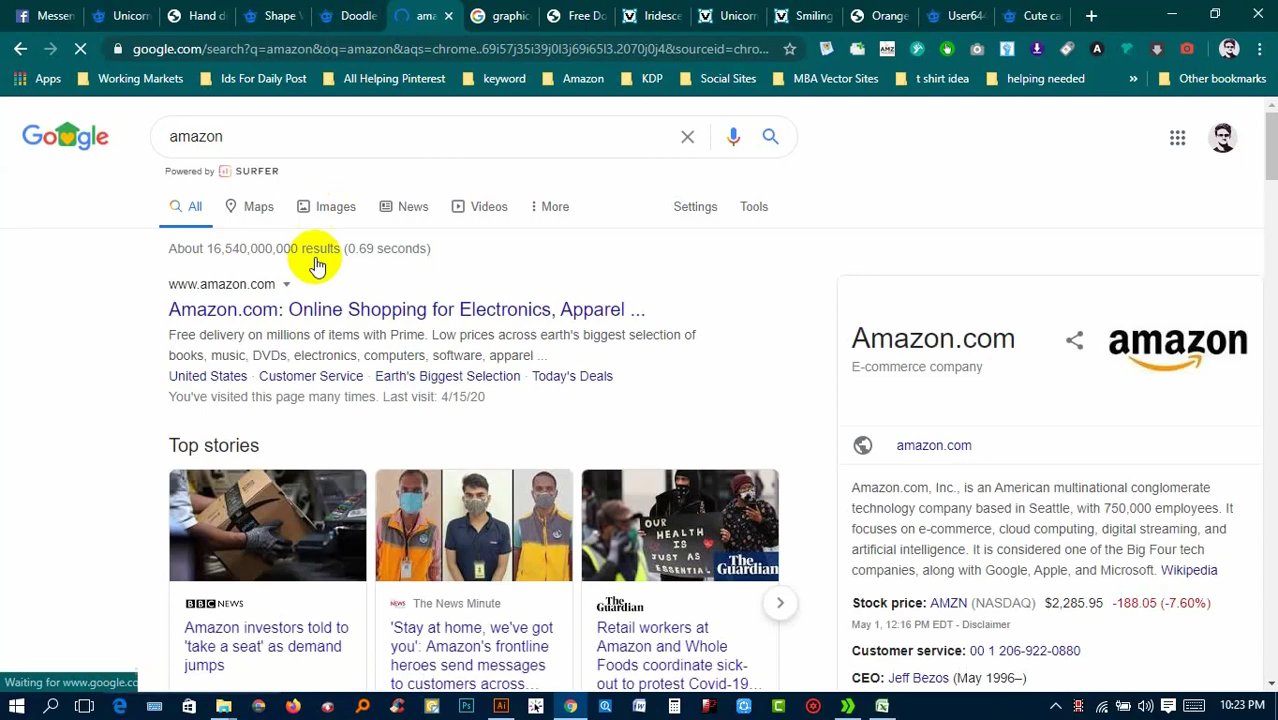 Messen
Unicorn
Hand d
Shape V
Doodle
ama
graphic
Free Do
Iridesc
Unicorn
Smiling
Orange
User64
Cute ca
google.com/search?q=amazon&oq=amazon&aqs=chrome..69i57j35i39j0l3j69i65l3.2070j0j4&sourceid=chro...
Apps
Working Markets
Ids For Daily Post
All Helping Pinterest
keyword
Amazon
KDP
Social Sites
MBA Vector Sites
t shirt idea
helping needed
»
Other bookmarks
Google
amazon
Powered by SURFER
All
Maps
Images
News
Videos
More
Settings
Tools
About 16,540,000,000 results (0.69 seconds)
www.amazon.com
Amazon.com: Online Shopping for Electronics, Apparel ...
Free delivery on millions of items with Prime. Low prices across earth's biggest selection of
books, music, DVDs, electronics, computers, software, apparel ...
United States · Customer Service · Earth's Biggest Selection · Today's Deals
You've visited this page many times. Last visit: 4/15/20
Top stories
OUR
HEALTH
IS
JUST AS
ESSENTIAL
The
Guardian
BBC NEWS
Amazon investors told to
'take a seat' as demand
jumps
NEWS The News Minute
'Stay at home, we've got
you': Amazon's frontline
heroes send messages
to customers across...
The
Guardian
Retail workers at
Amazon and Whole
Foods coordinate sick-
out to protest Covid-19...
Amazon.com
E-commerce company
amazon
amazon.com
Amazon.com, Inc., is an American multinational conglomerate
technology company based in Seattle, with 750,000 employees. It
focuses on e-commerce, cloud computing, digital streaming, and
artificial intelligence. It is considered one of the Big Four tech
companies, along with Google, Apple, and Microsoft. Wikipedia
Stock price: AMZN (NASDAQ) $2,285.95 -188.05 (-7.60%)
May 1, 12:16 PM EDT - Disclaimer
Customer service: 00 1 206-922-0880
CEO: Jeff Bezos (May 1996–)
Waiting for www.google.co
10:23 PM